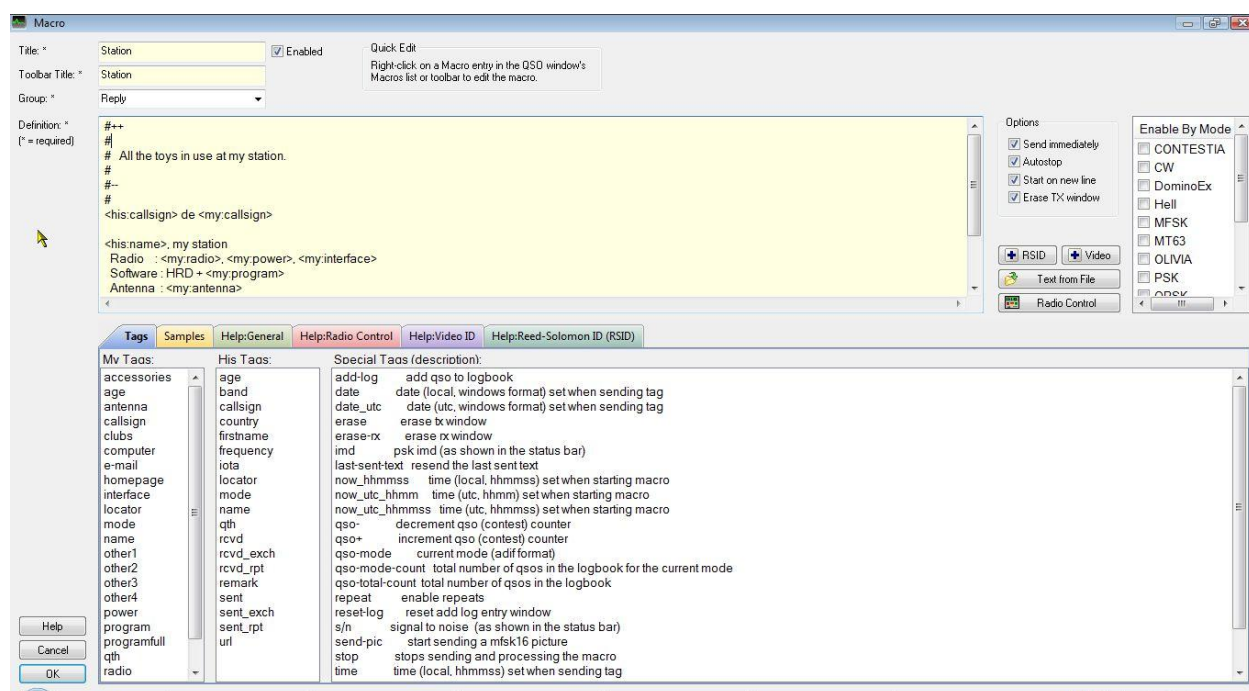 Macro
Title: *
Station
Enabled
Toolbar Title: *
Station
Group: *
Reply
Quick Edit
Right-click on a Macro entry in the QSO window's
Macros list or toolbar to edit the macro.
Definition: *
(* = required)
#++
#
# All the toys in use at my station.
#
#--
#
<his:callsign> de <my:callsign>
<his:name>, my station
Radio : <my:radio>, <my:power>, <my:interface>
Software : HRD + <my:program>
Antenna : <my:antenna>
Options
Send immediately
Autostop
Start on new line
Erase TX window
RSID
Video
Text from File
Radio Control
Enable By Mode
CONTESTIA
CW
DominoEx
Hell
MFSK
MT63
OLIVIA
PSK
QPSK
Tags
Samples
Help:General
Help:Radio Control
Help:Video ID
Help:Reed-Solomon ID (RSID)
My Tags:
accessories
age
antenna
callsign
clubs
computer
e-mail
homepage
interface
locator
mode
name
other1
other2
other3
other4
power
program
programfull
qth
radio
His Tags:
age
band
callsign
country
firstname
frequency
iota
locator
mode
name
qth
rcvd
rcvd_exch
rcvd_rpt
remark
sent
sent_exch
sent_rpt
url
Special Tags (description):
add-log add qso to logbook
date date (local, windows format) set when sending tag
date_utc date (utc, windows format) set when sending tag
erase erase tx window
erase-rx erase rx window
imd psk imd (as shown in the status bar)
last-sent-text resend the last sent text
now_hhmmss time (local, hhmmss) set when starting macro
now_utc_hhmm time (utc, hhmm) set when starting macro
now_utc_hhmmss time (utc, hhmmss) set when starting macro
qso- decrement qso (contest) counter
qso+ increment qso (contest) counter
qso-mode current mode (adif format)
qso-mode-count total number of qsos in the logbook for the current mode
qso-total-count total number of qsos in the logbook
repeat enable repeats
reset-log reset add log entry window
s/n signal to noise (as shown in the status bar)
send-pic start sending a mfsk16 picture
stop stops sending and processing the macro
time time (local, hhmmss) set when sending tag
Help
Cancel
OK